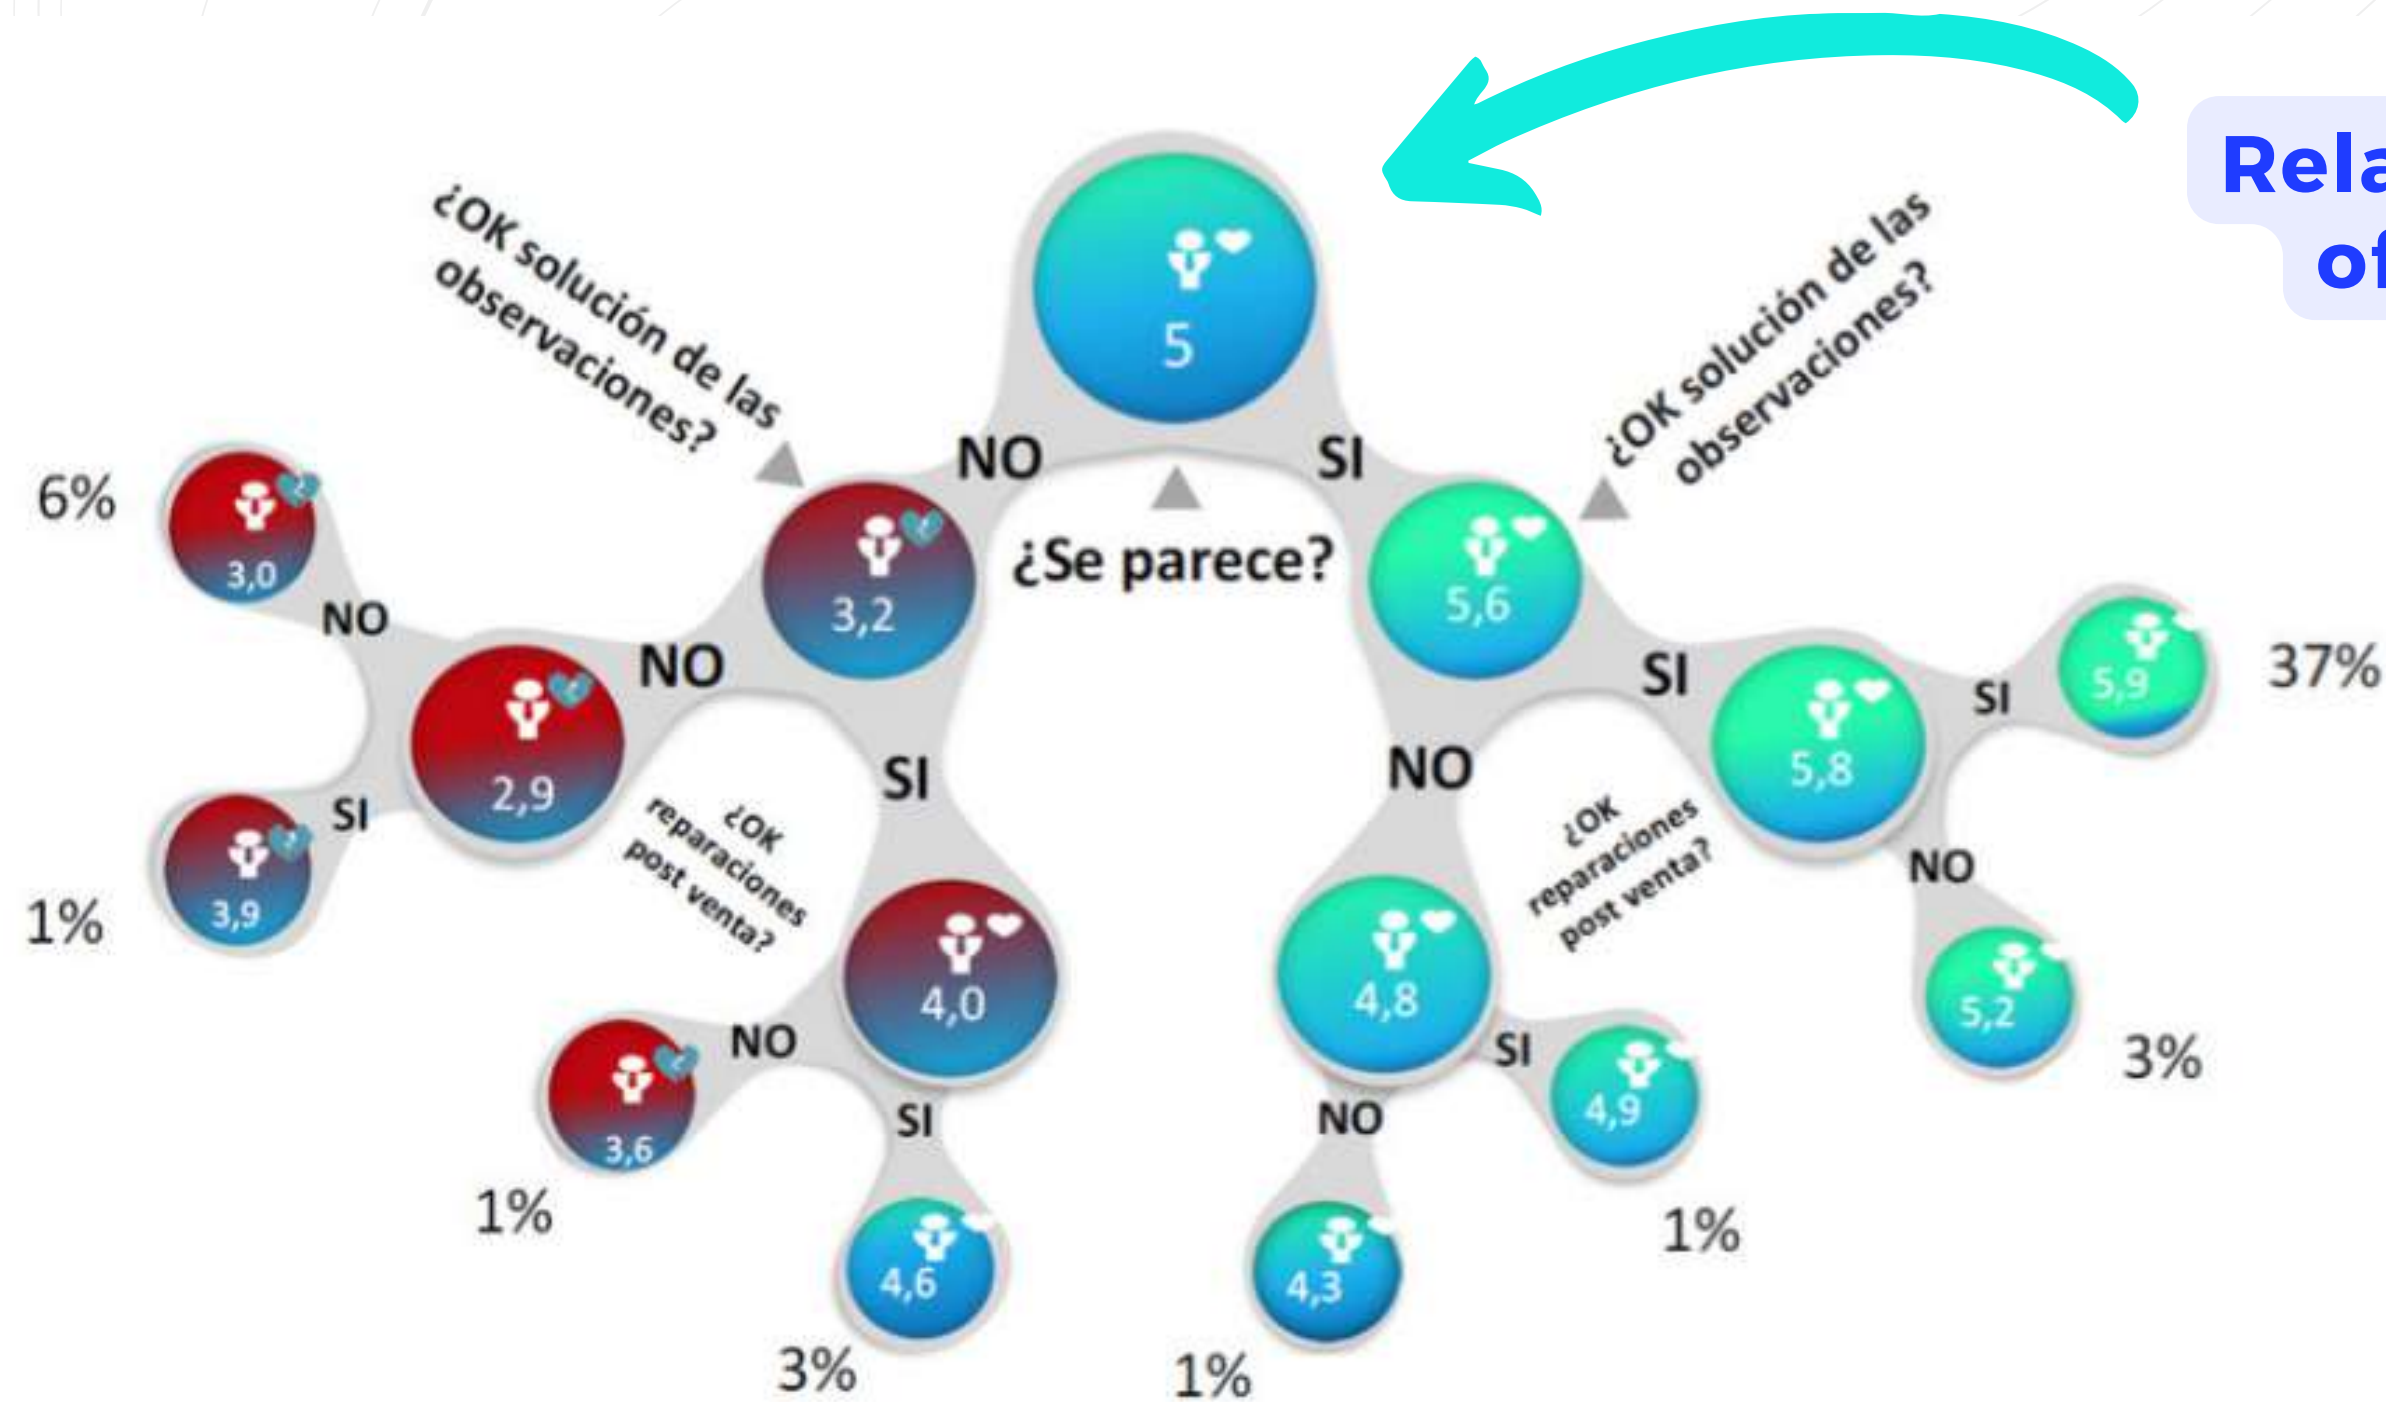 Rela
of
¿OK solución de las
observaciones?
¿OK solución de las
observaciones?
5
NO
SI
¿Se parece?
3,2
5,6
6%
3,0
NO
NO
2,9
SI
3,9
1%
SI
¿OK
reparaciones
post venta?
4,0
NO
3,6
1%
SI
4,6
3%
SI
5,8
SI
5,9
37%
NO
5,2
3%
NO
¿OK
reparaciones
post venta?
4,8
SI
4,9
1%
NO
4,3
1%